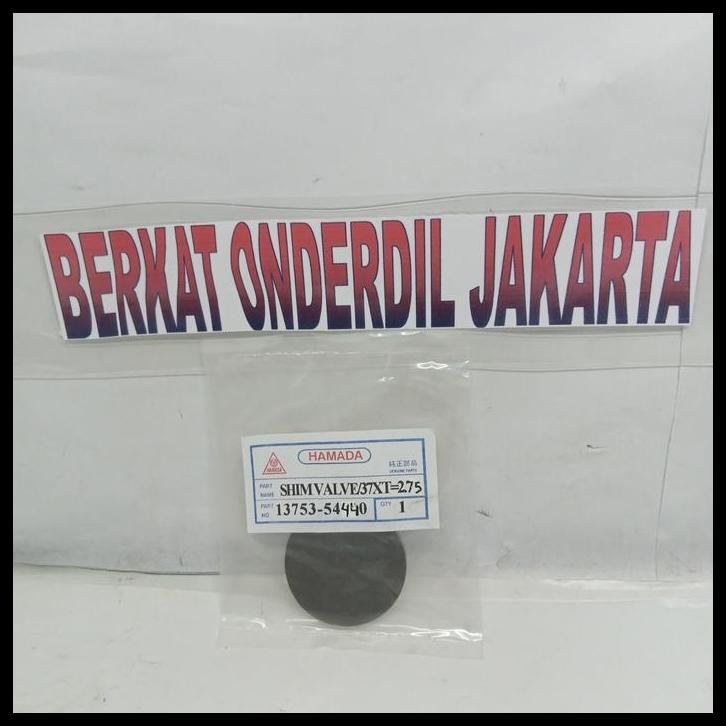 BERKAT ONDERDIL JAKARTA
HAMADA
純正部品
GENUINE PARTS
PART NAME SHIM VALVE/37XT=2.75
PART NO 13753-54440 QTY 1